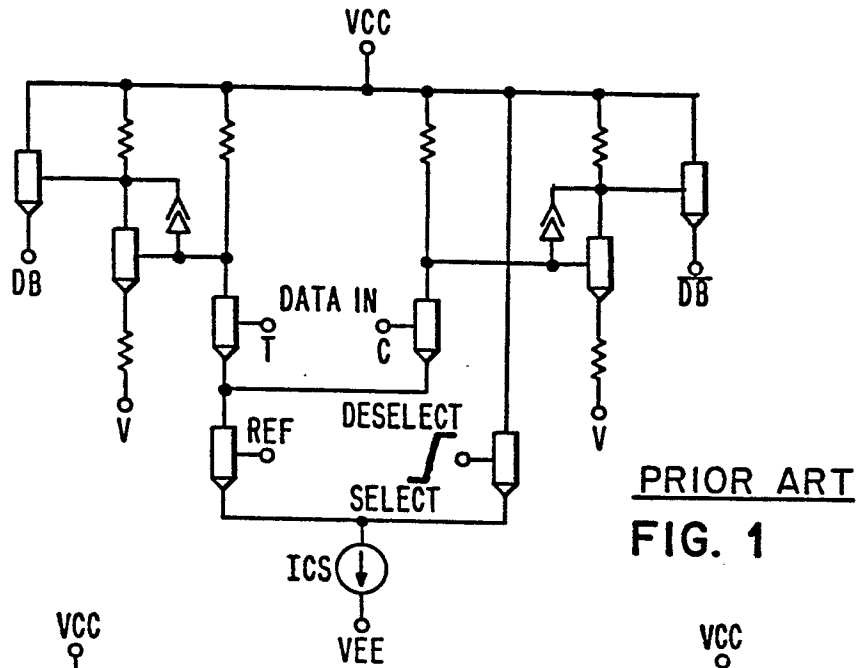 VCC
DB
DB
DATA IN
T
C
V
V
REF
DESELECT
SELECT
PRIOR ART
FIG. 1
ICS
VEE
VCC
VCC